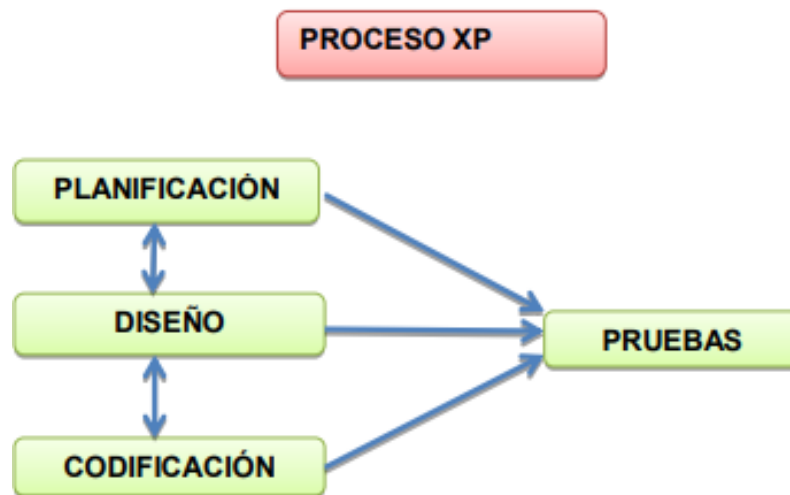 PROCESO XP
PLANIFICACIÓN
DISEÑO
PRUEBAS
CODIFICACIÓN